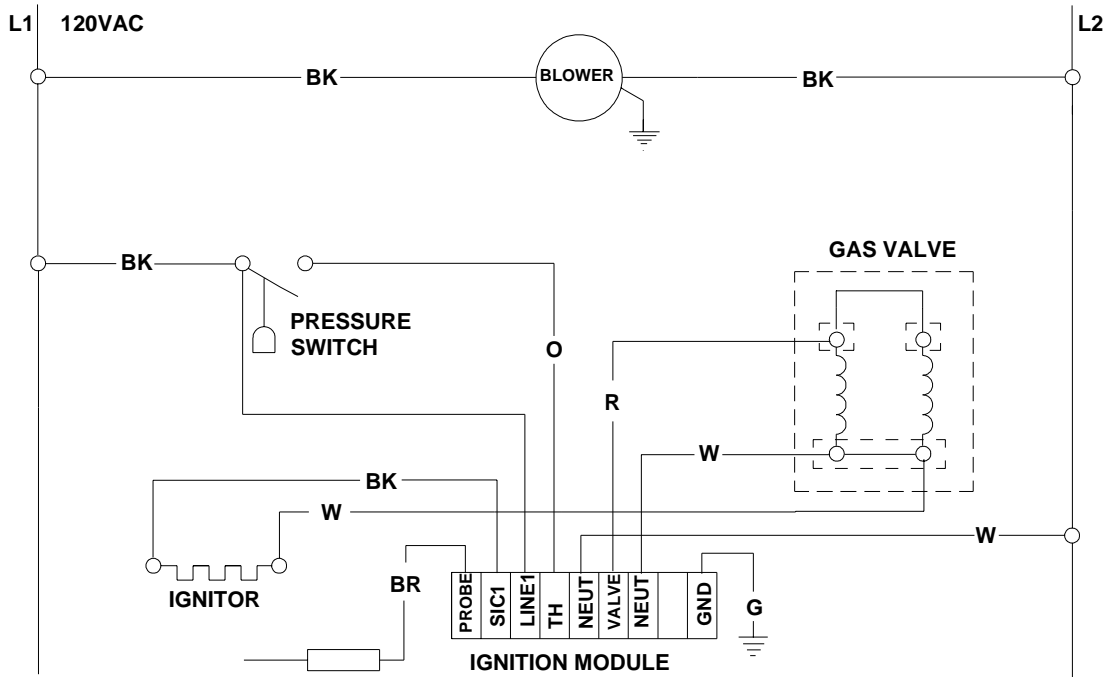 L1 120VAC L2
BK BLOWER BK
BK
GAS VALVE
PRESSURE
SWITCH
O
R
W
BK
W
W
BR
IGNITOR
PROBE
SIC1
LINE1
TH
NEUT
VALVE
NEUT
GND
G
IGNITION MODULE